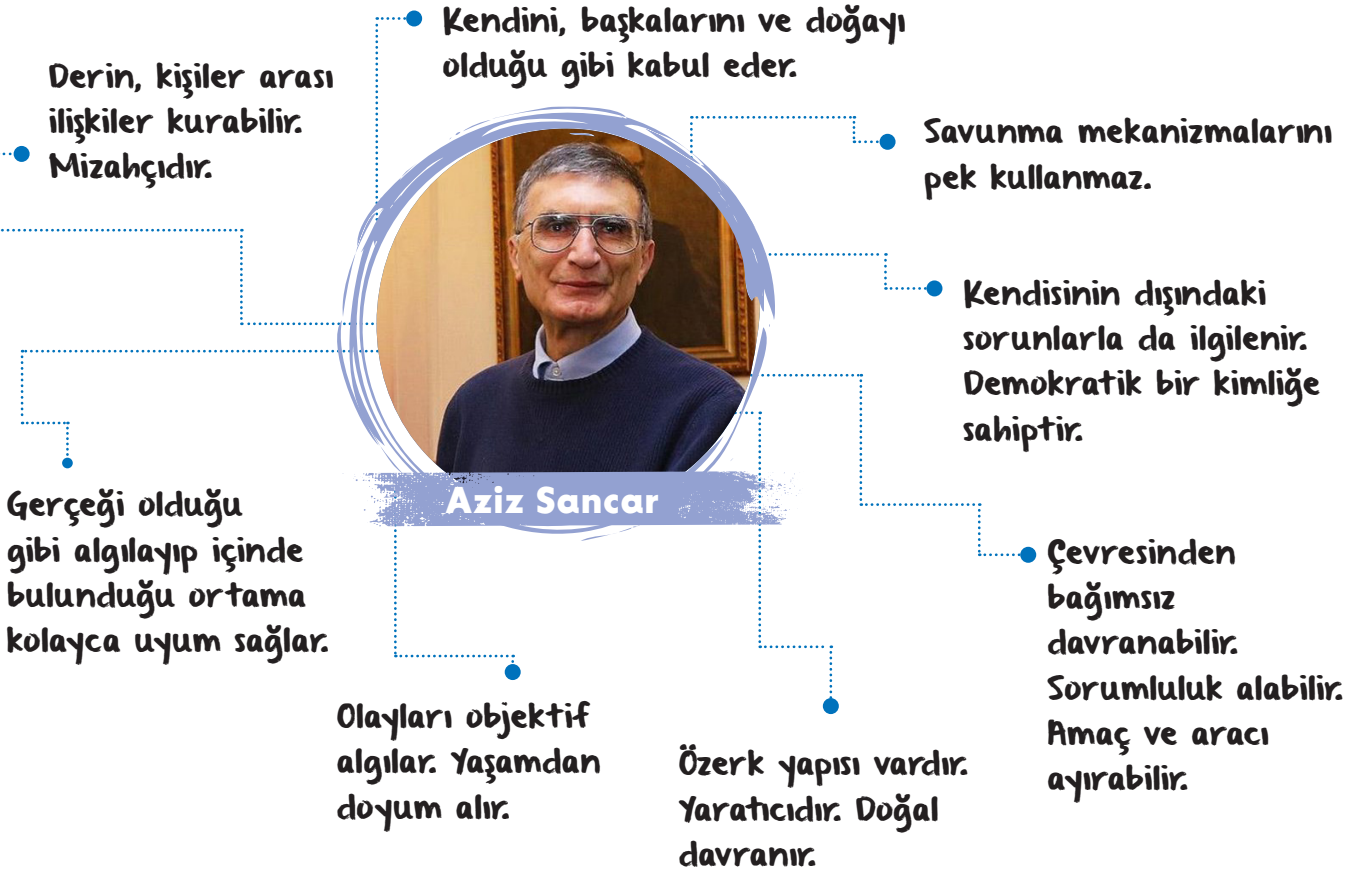 Kendini, başkalarını ve doğayı
olduğu gibi kabul eder.
Derin, kişiler arası
ilişkiler kurabilir.
Mizahçıdır.
Savunma mekanizmalarını
pek kullanmaz.
Kendisinin dışındaki
sorunlarla da ilgilenir.
Demokratik bir kimliğe
sahiptir.
Aziz Sancar
Gerçeği olduğu
gibi algılayıp içinde
bulunduğu ortama
kolayca uyum sağlar.
Çevresinden
bağımsız
davranabilir.
Sorumluluk alabilir.
Amaç ve aracı
ayırabilir.
Olayları objektif
algılar. Yaşamdan
doyum alır.
Özerk yapısı vardır.
Yaratıcıdır. Doğal
davranır.